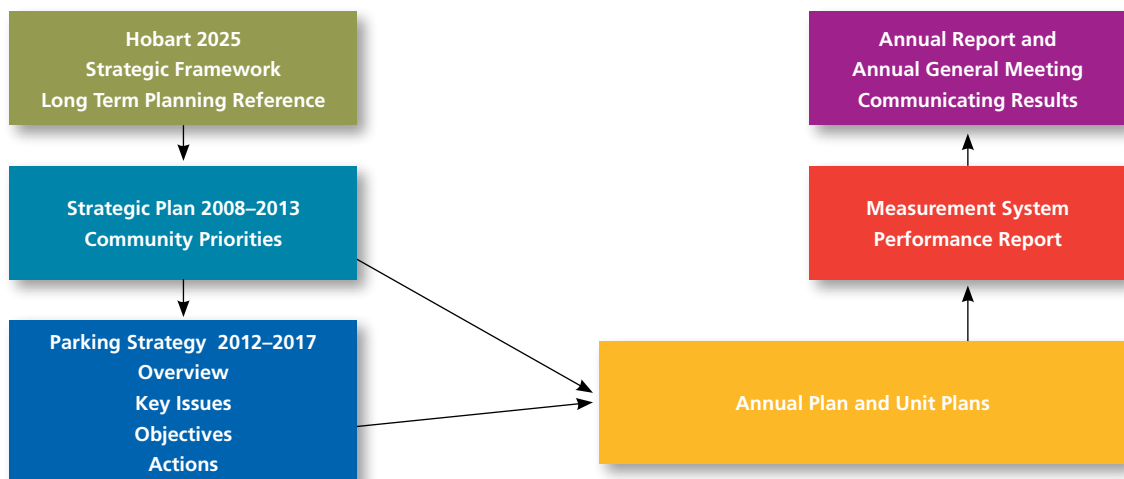 Hobart 2025
Strategic Framework
Long Term Planning Reference
Strategic Plan 2008–2013
Community Priorities
Parking Strategy 2012–2017
Overview
Key Issues
Objectives
Actions
Annual Plan and Unit Plans
Measurement System
Performance Report
Annual Report and
Annual General Meeting
Communicating Results